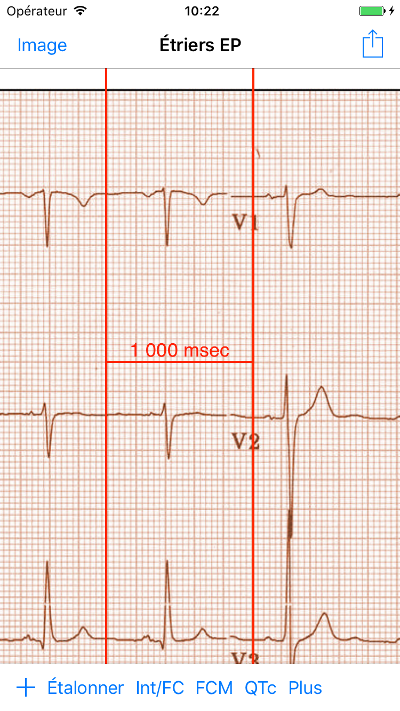 Opérateur 10:22
Image Étriers EP
V1
1 000 msec
V2
V3
+ Étalonner Int/FC FCM QTc Plus